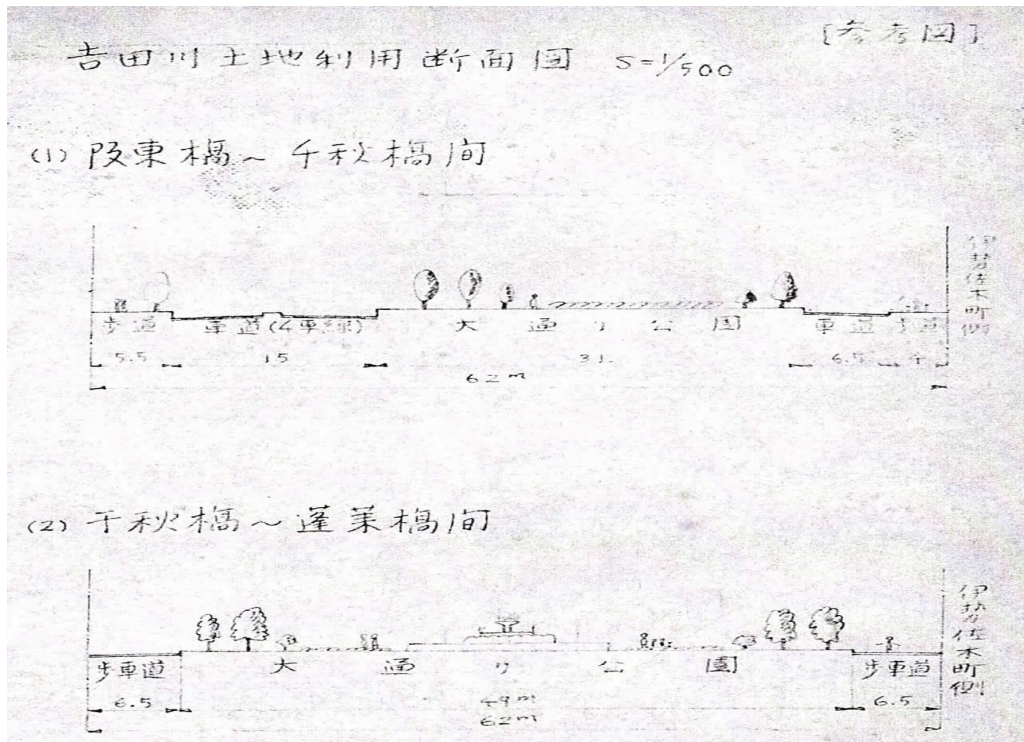 [参考図]
吉田川土地利用断面図 S=1/500
(1) 阪東橋～千秋橋間
歩道 車道(4車線) 大通り公園 車道 歩道
5.5 15 31. 6.5 4
62m
伊勢佐木町側
(2) 千秋橋～蓬莱橋間
歩車道 大通り公園 歩車道
6.5 49m 6.5
62m
伊勢佐木町側